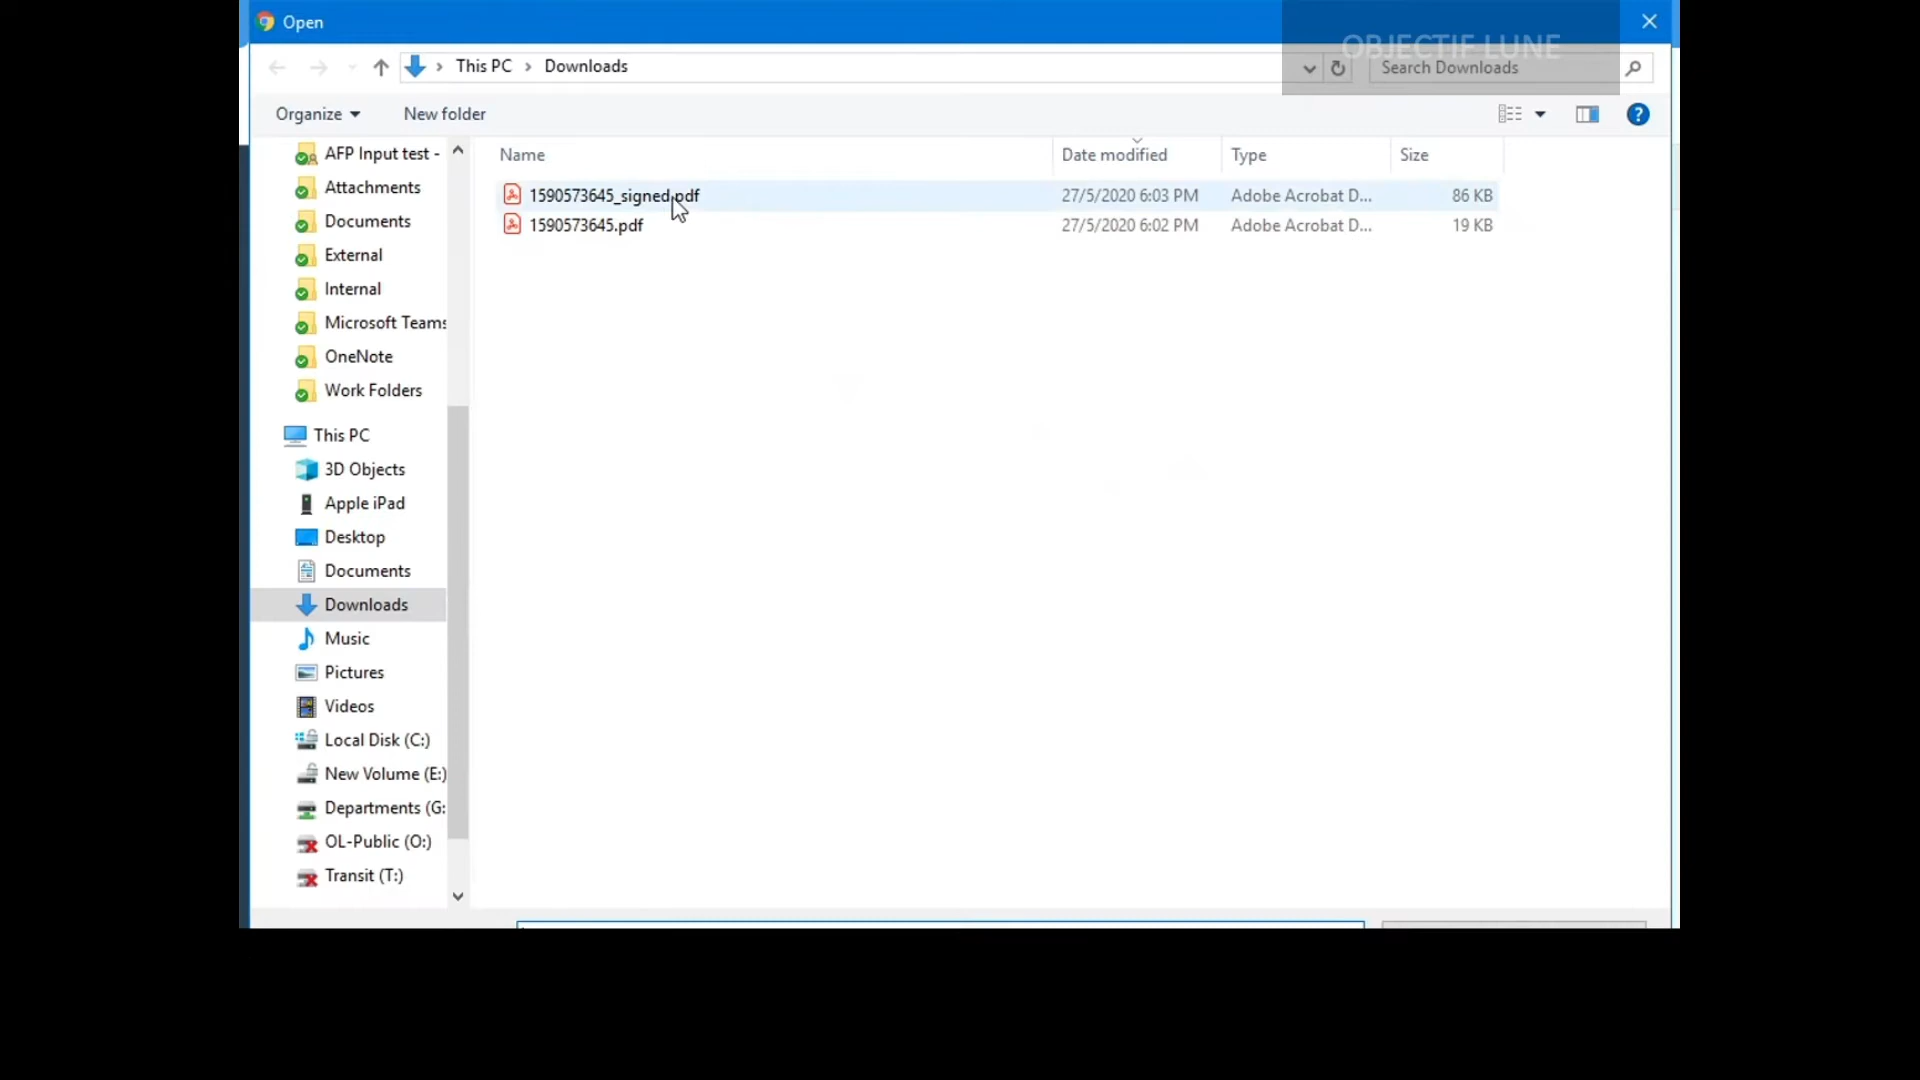 Open
OBJECTIF LUNE
This PC > Downloads
Search Downloads
Organize
New folder
Name
Date modified
Type
Size
1590573645_signed.pdf 27/5/2020 6:03 PM Adobe Acrobat D... 86 KB
1590573645.pdf 27/5/2020 6:02 PM Adobe Acrobat D... 19 KB
AFP Input test -
Attachments
Documents
External
Internal
Microsoft Teams
OneNote
Work Folders
This PC
3D Objects
Apple iPad
Desktop
Documents
Downloads
Music
Pictures
Videos
Local Disk (C:)
New Volume (E:)
Departments (G:
OL-Public (O:)
Transit (T:)